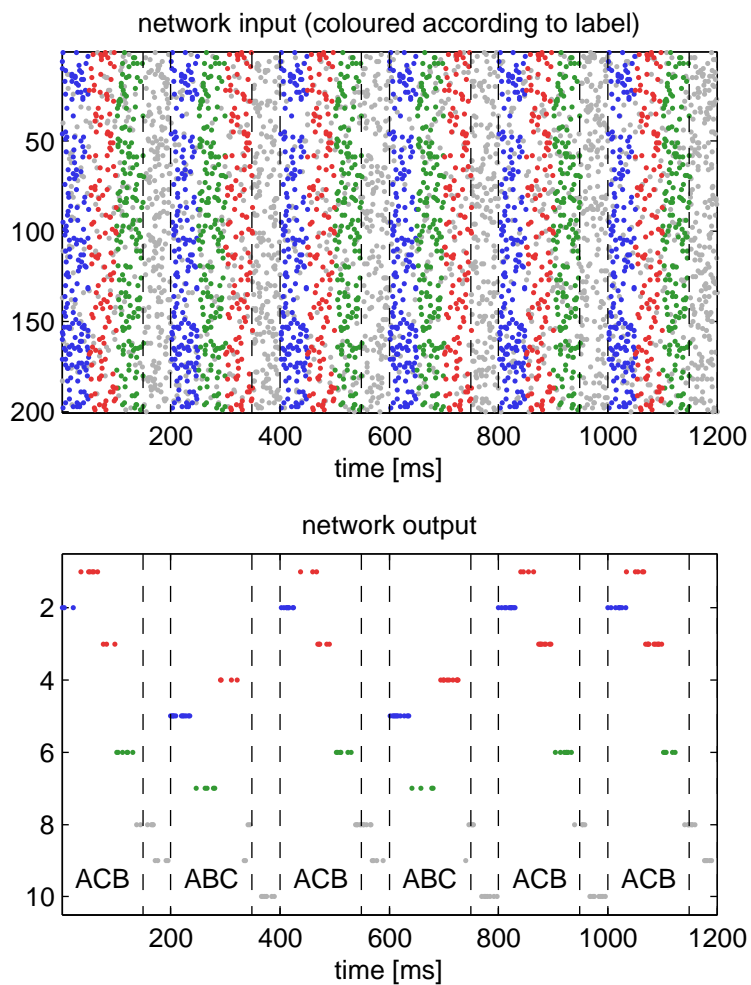 network input (coloured according to label)
50
100
150
200
200 400 600 800 1000 1200
time [ms]
network output
2
4
6
8
10
ACB ABC ACB ABC ACB ACB
200 400 600 800 1000 1200
time [ms]